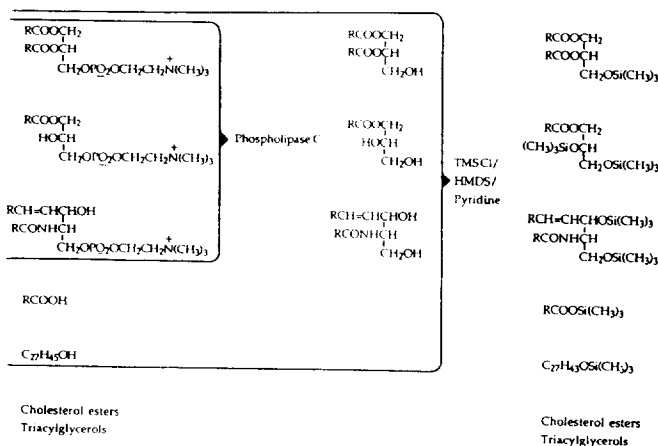 RCOOCH₂
RCOOCH
CH₂OPO₂OCH₂CH₂N(CH₃)₃
+
RCOOCH₂
HOCH
CH₂OPO₂OCH₂CH₂N(CH₃)₃
+
RCH=CHCHOH
RCONHCH
CH₂OPO₂OCH₂CH₂N(CH₃)₃
+
RCOOH
C₂₇H₄₅OH
Cholesterol esters
Triacylglycerols
Phospholipase C
RCOOCH₂
RCOOCH
CH₂OH
RCOOCH₂
HOCH
CH₂OH
RCH=CHCHOH
RCONHCH
CH₂OH
TMSCl/
HMDS/
Pyridine
RCOOCH₂
RCOOCH
CH₂OSi(CH₃)₃
RCOOCH₂
(CH₃)₃SiOCH
CH₂OSi(CH₃)₃
RCH=CHCHOSi(CH₃)₃
RCONHCH
CH₂OSi(CH₃)₃
RCOOSi(CH₃)₃
C₂₇H₄₃OSi(CH₃)₃
Cholesterol esters
Triacylglycerols